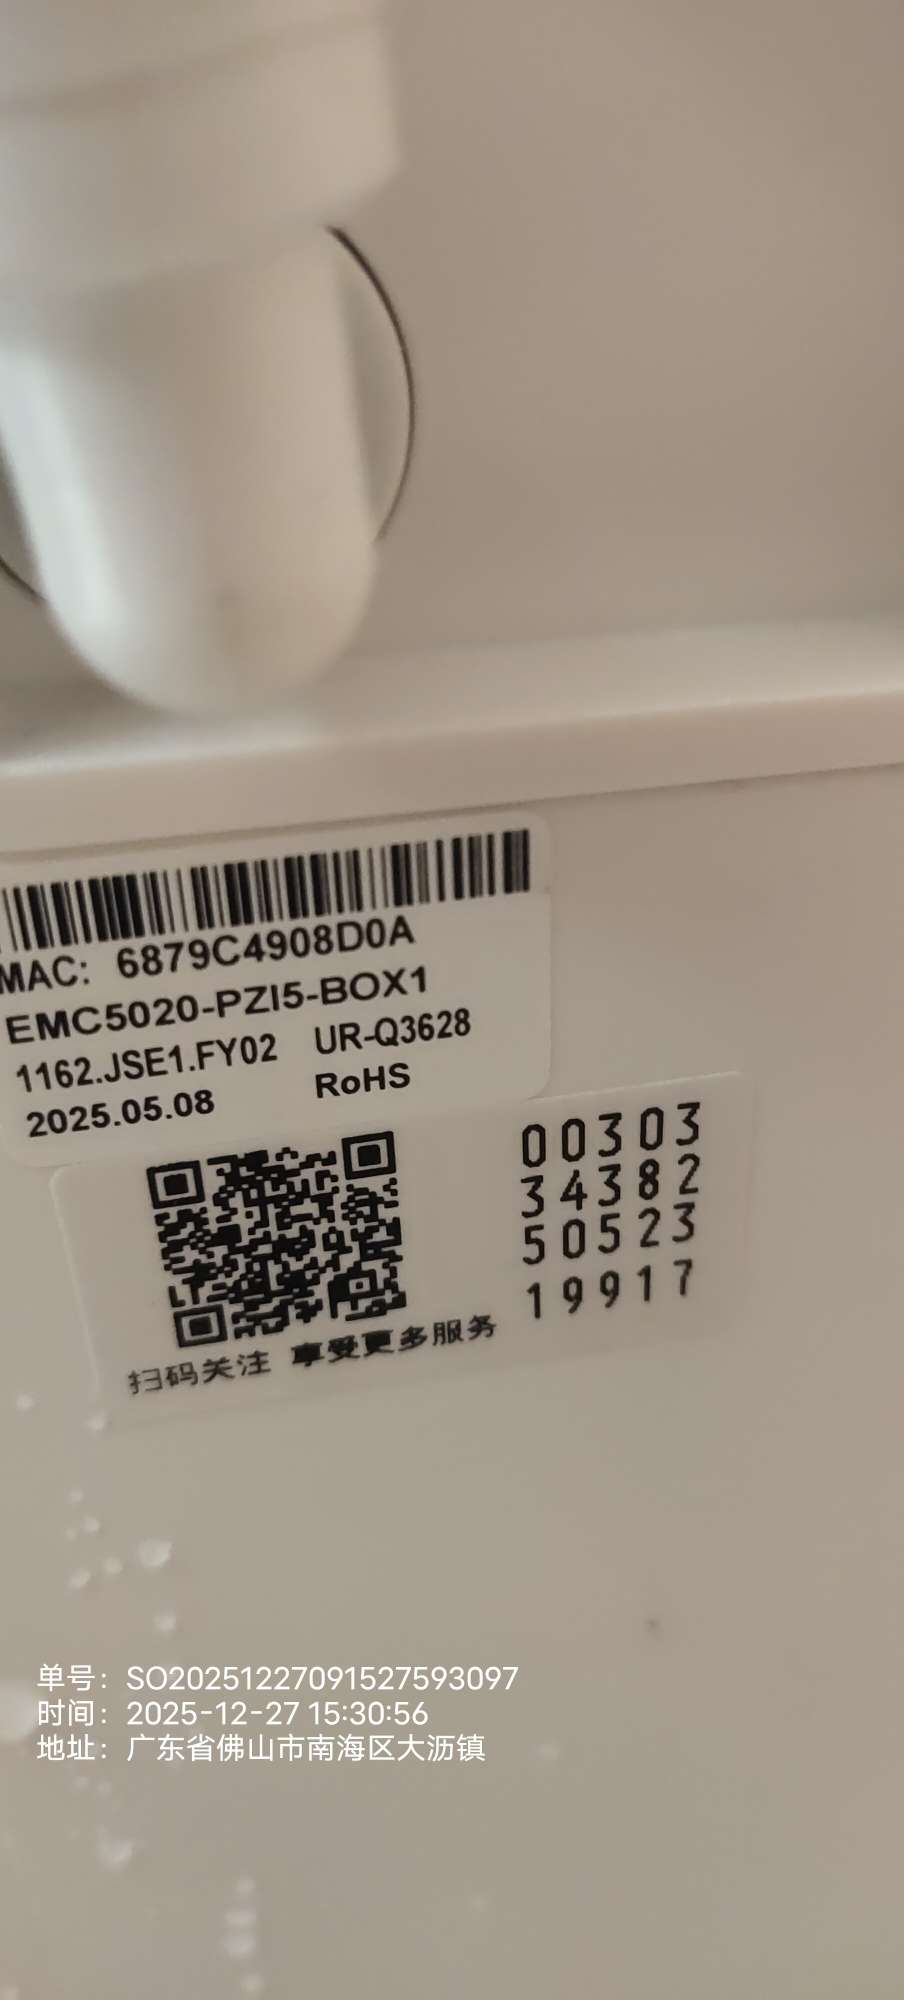 MAC: 6879C4908D0A
EMC5020-PZI5-BOX1
1162.JSE1.FY02 UR-Q3628
2025.05.08 RoHS
00303
34382
50523
19917
扫码关注 享受更多服务
单号：SO20251227091527593097
时间：2025-12-27 15:30:56
地址：广东省佛山市南海区大沥镇